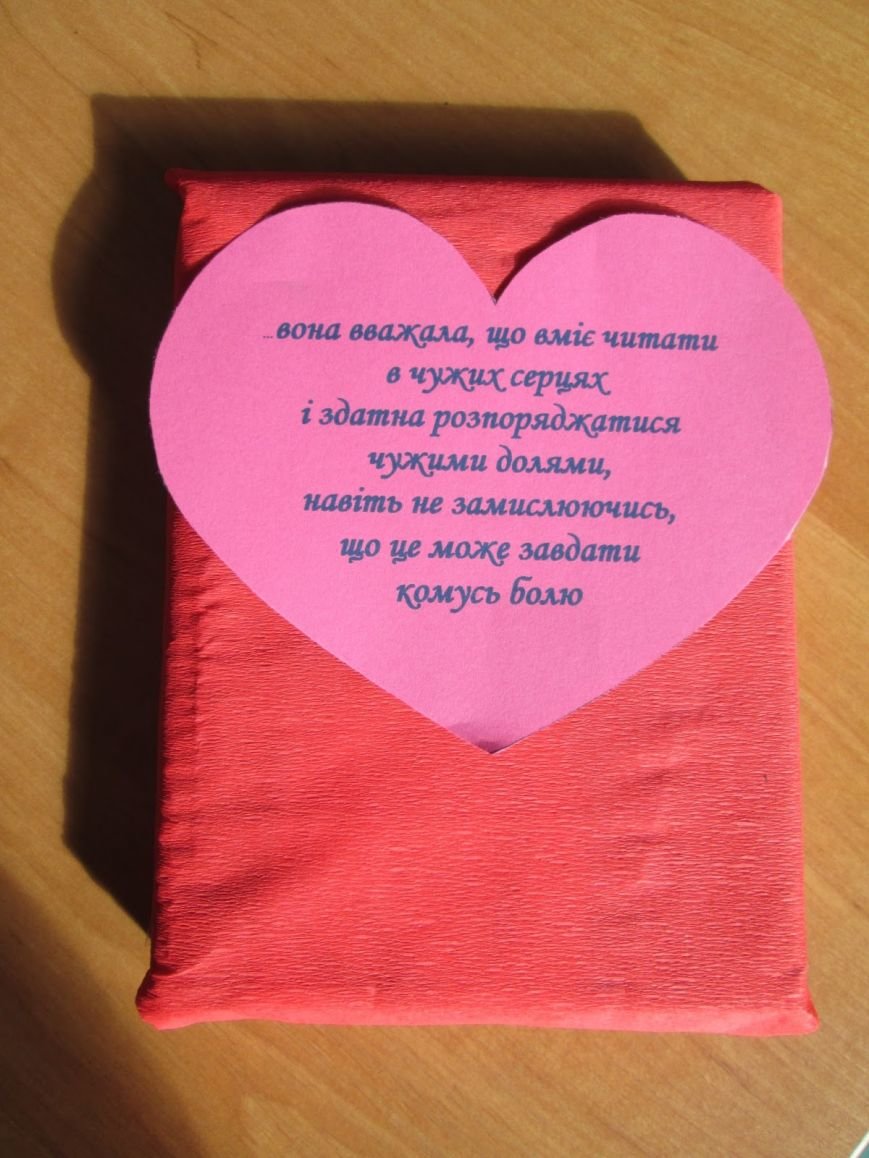 ...вона вважала, що вміє читати
в чужих серцях
і здатна розпоряджатися
чужими долями,
навіть не замислюючись,
що це може завдати
комусь болю